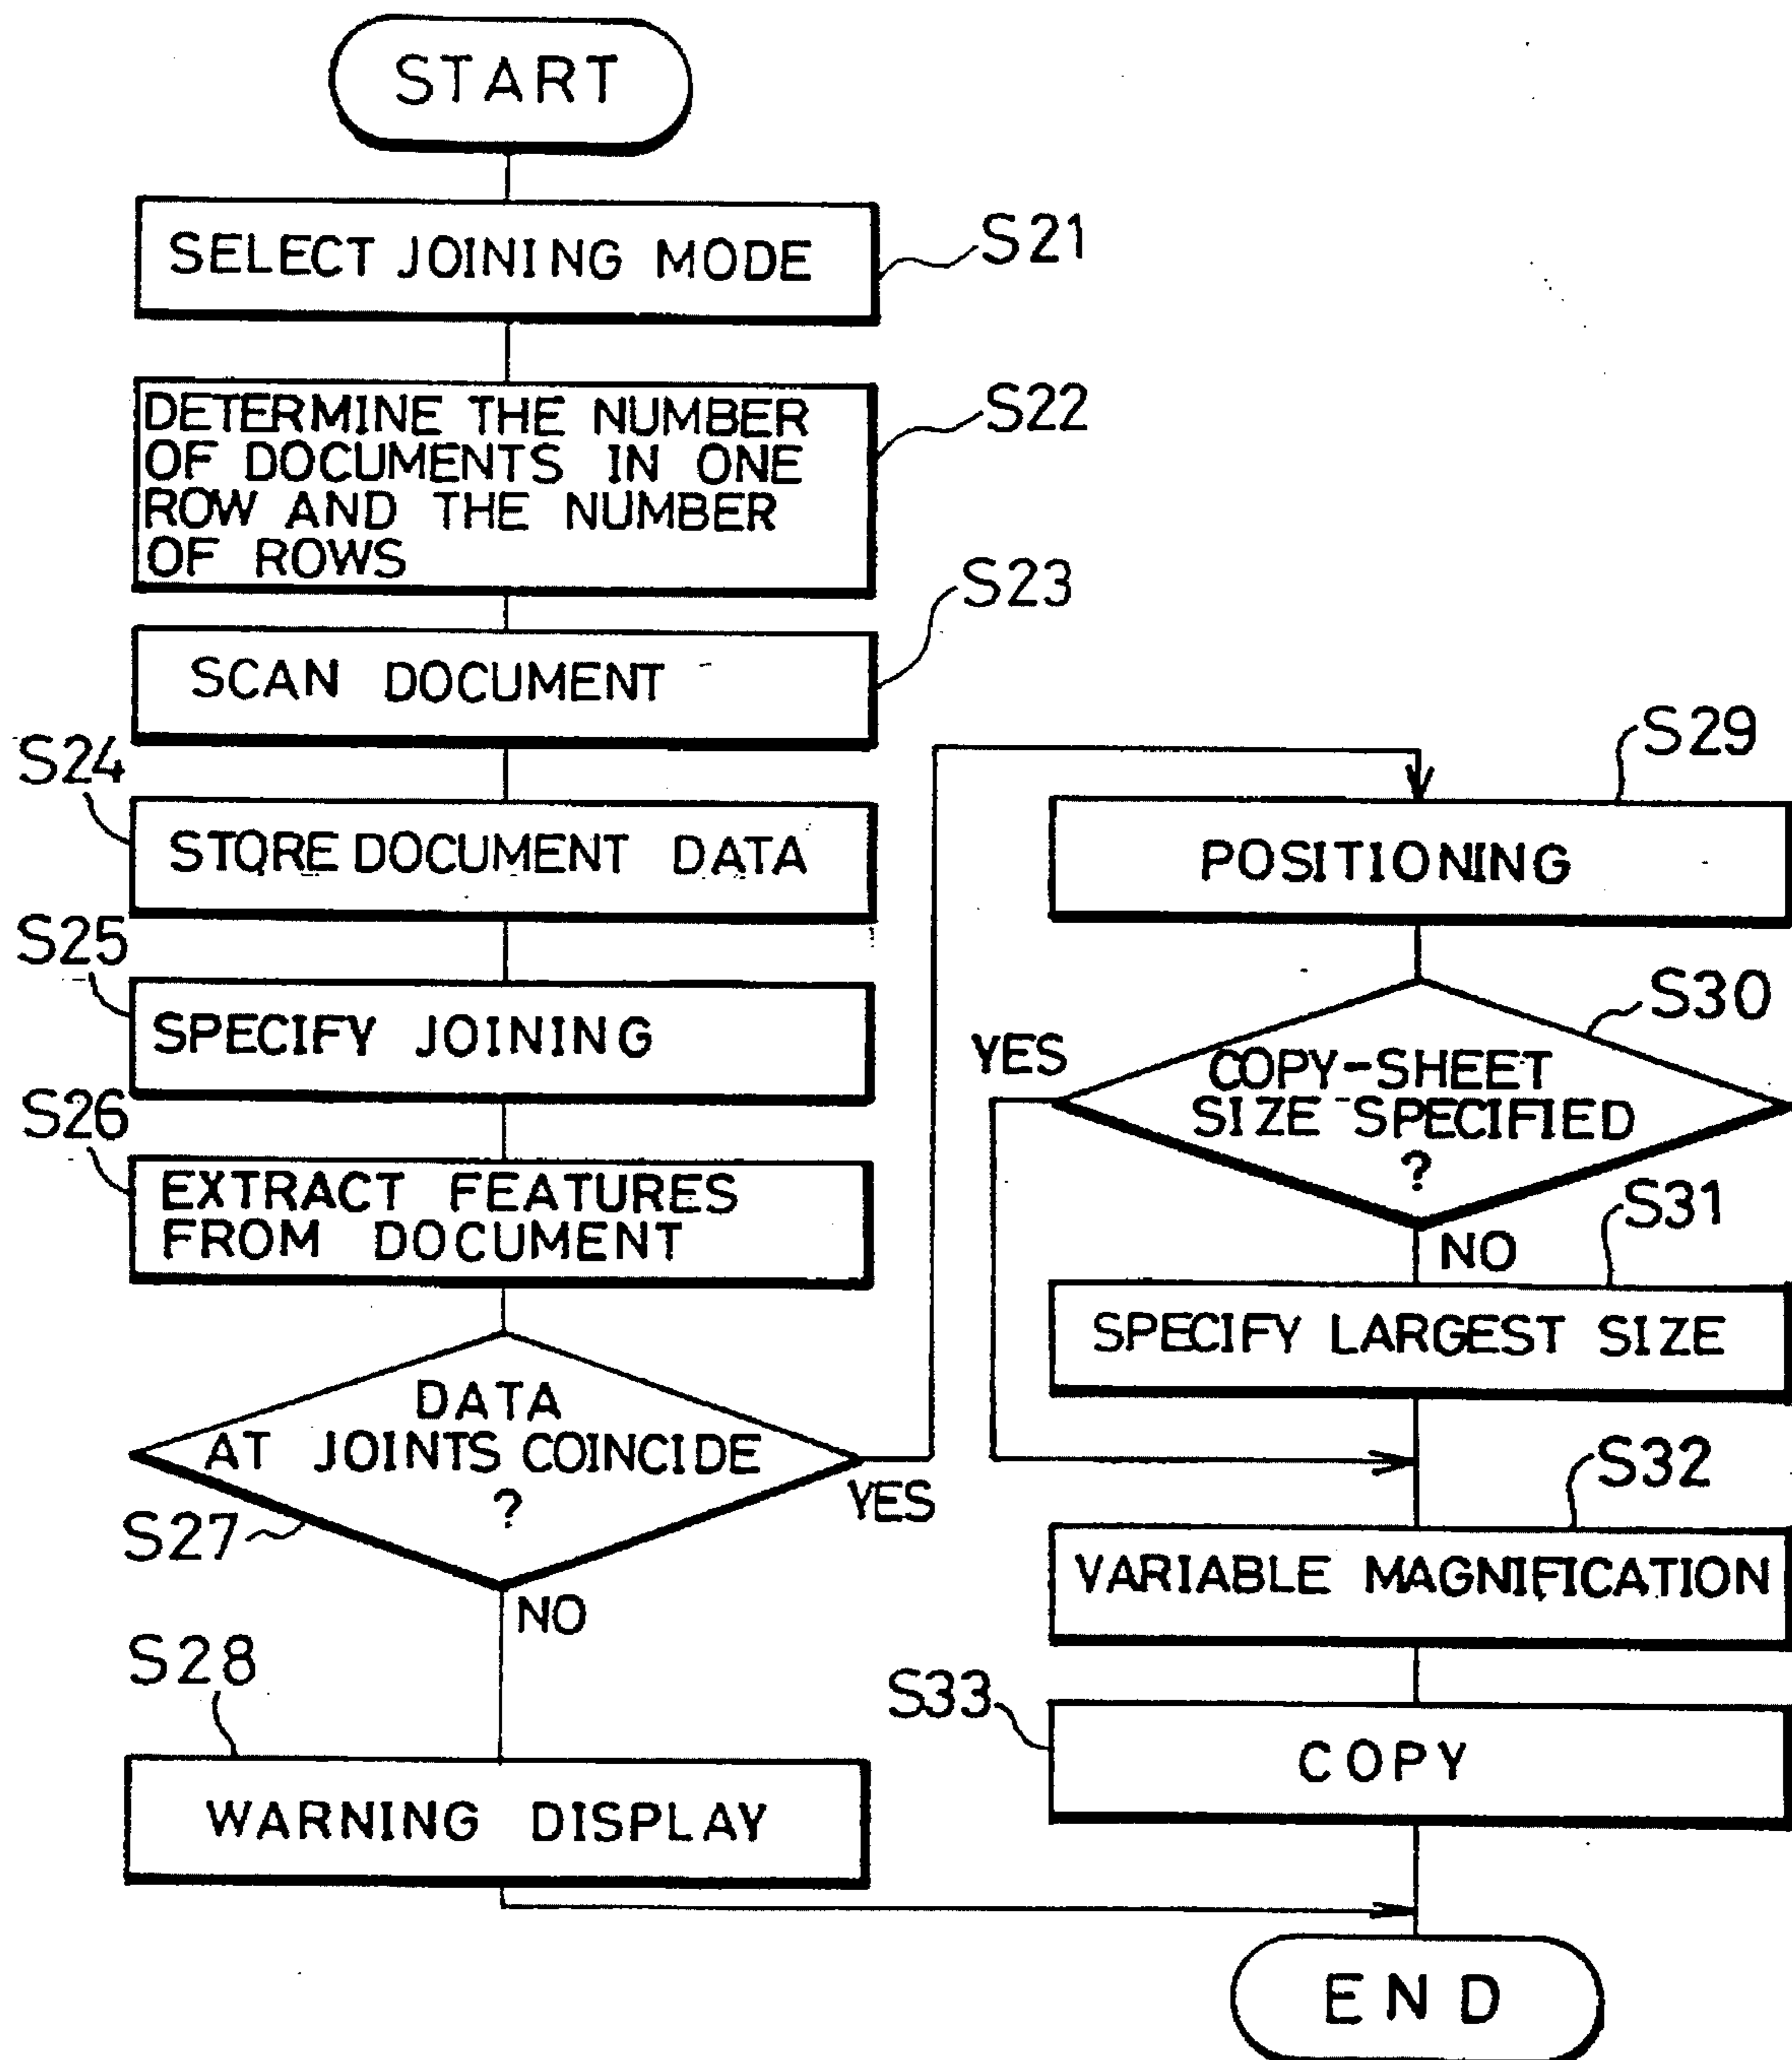 START
SELECT JOINING MODE
S21
DETERMINE THE NUMBER
OF DOCUMENTS IN ONE
ROW AND THE NUMBER
OF ROWS
S22
SCAN DOCUMENT
S23
S24
STORE DOCUMENT DATA
S25
SPECIFY JOINING
S26
EXTRACT FEATURES
FROM DOCUMENT
DATA
AT JOINTS COINCIDE
?
S27
YES
NO
S28
WARNING DISPLAY
S29
POSITIONING
S30
YES
COPY-SHEET
SIZE SPECIFIED
?
NO
S31
SPECIFY LARGEST SIZE
S32
VARIABLE MAGNIFICATION
S33
COPY
END